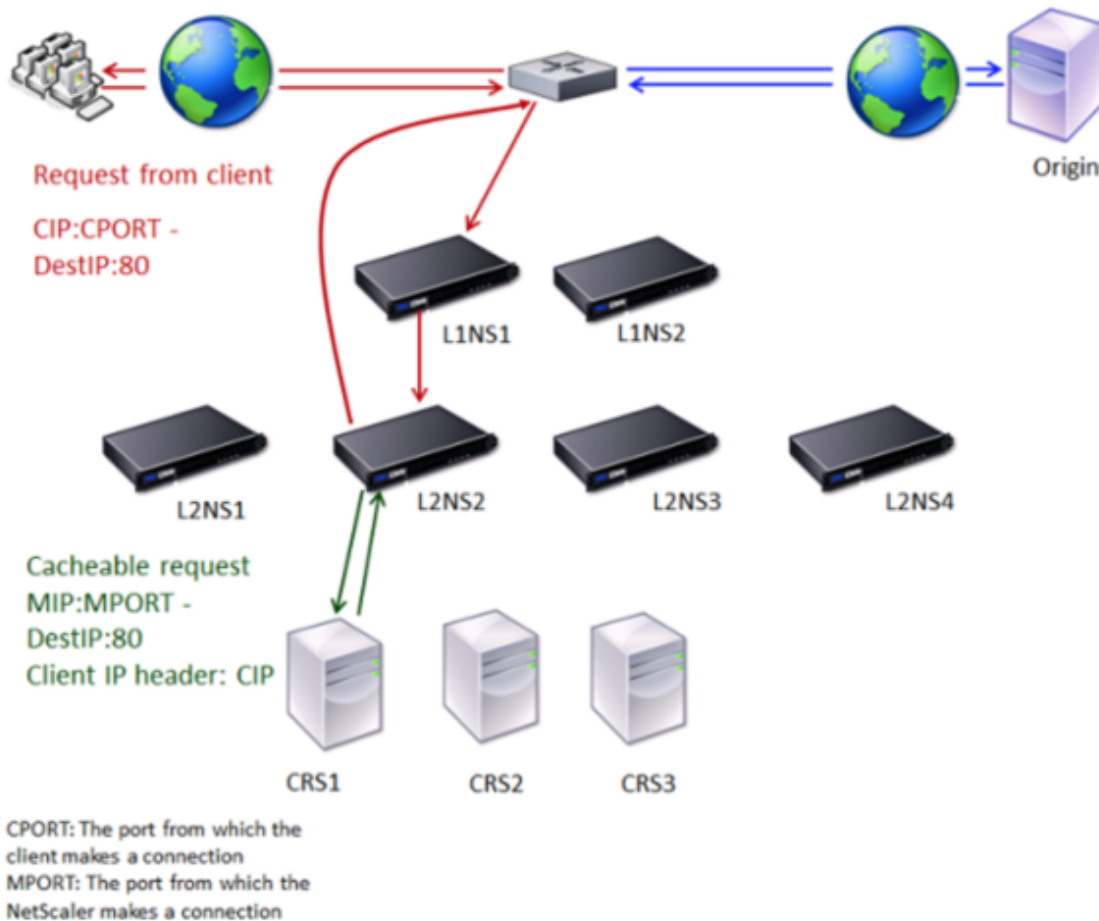 Origin
Request from client
CIP:CPORT -
DestIP:80
L1NS1
L1NS2
L2NS1
L2NS2
L2NS3
L2NS4
Cacheable request
MIP:MPORT -
DestIP:80
Client IP header: CIP
CRS1
CRS2
CRS3
CPORT: The port from which the
client makes a connection
MPORT: The port from which the
NetScaler makes a connection